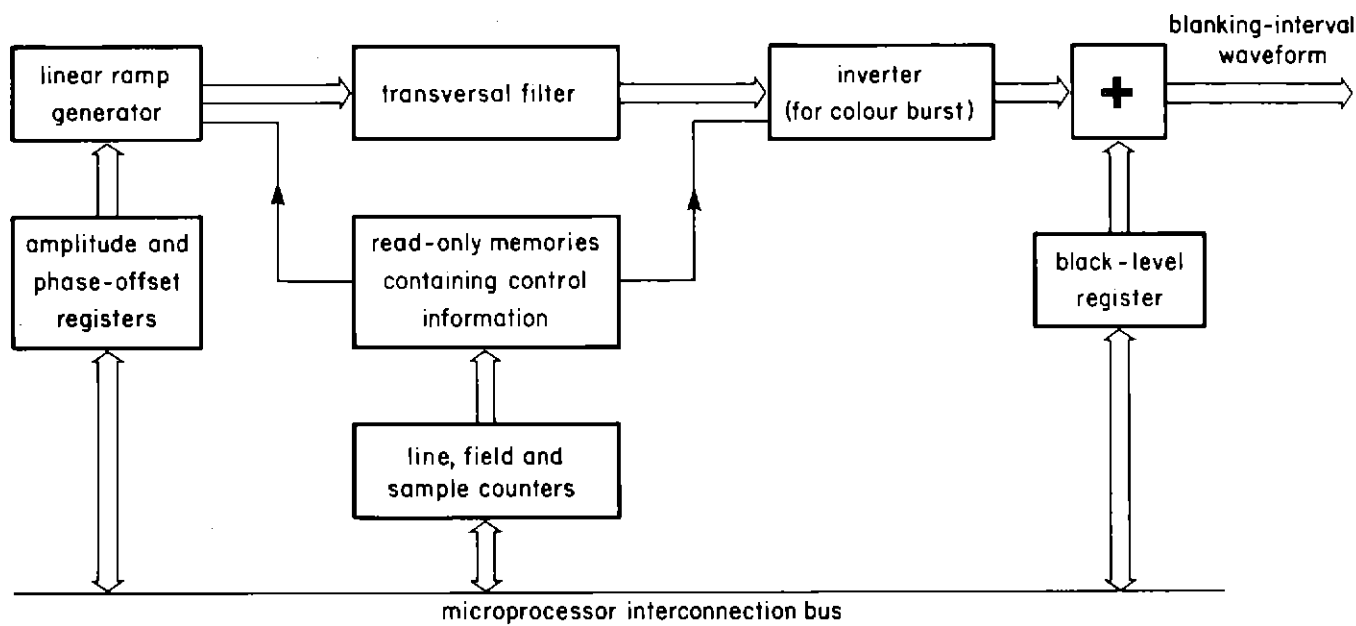 blanking-interval
waveform
linear ramp
generator
transversal filter
inverter
(for colour burst)
+
amplitude and
phase-offset
registers
read-only memories
containing control
information
black-level
register
line, field and
sample counters
microprocessor interconnection bus